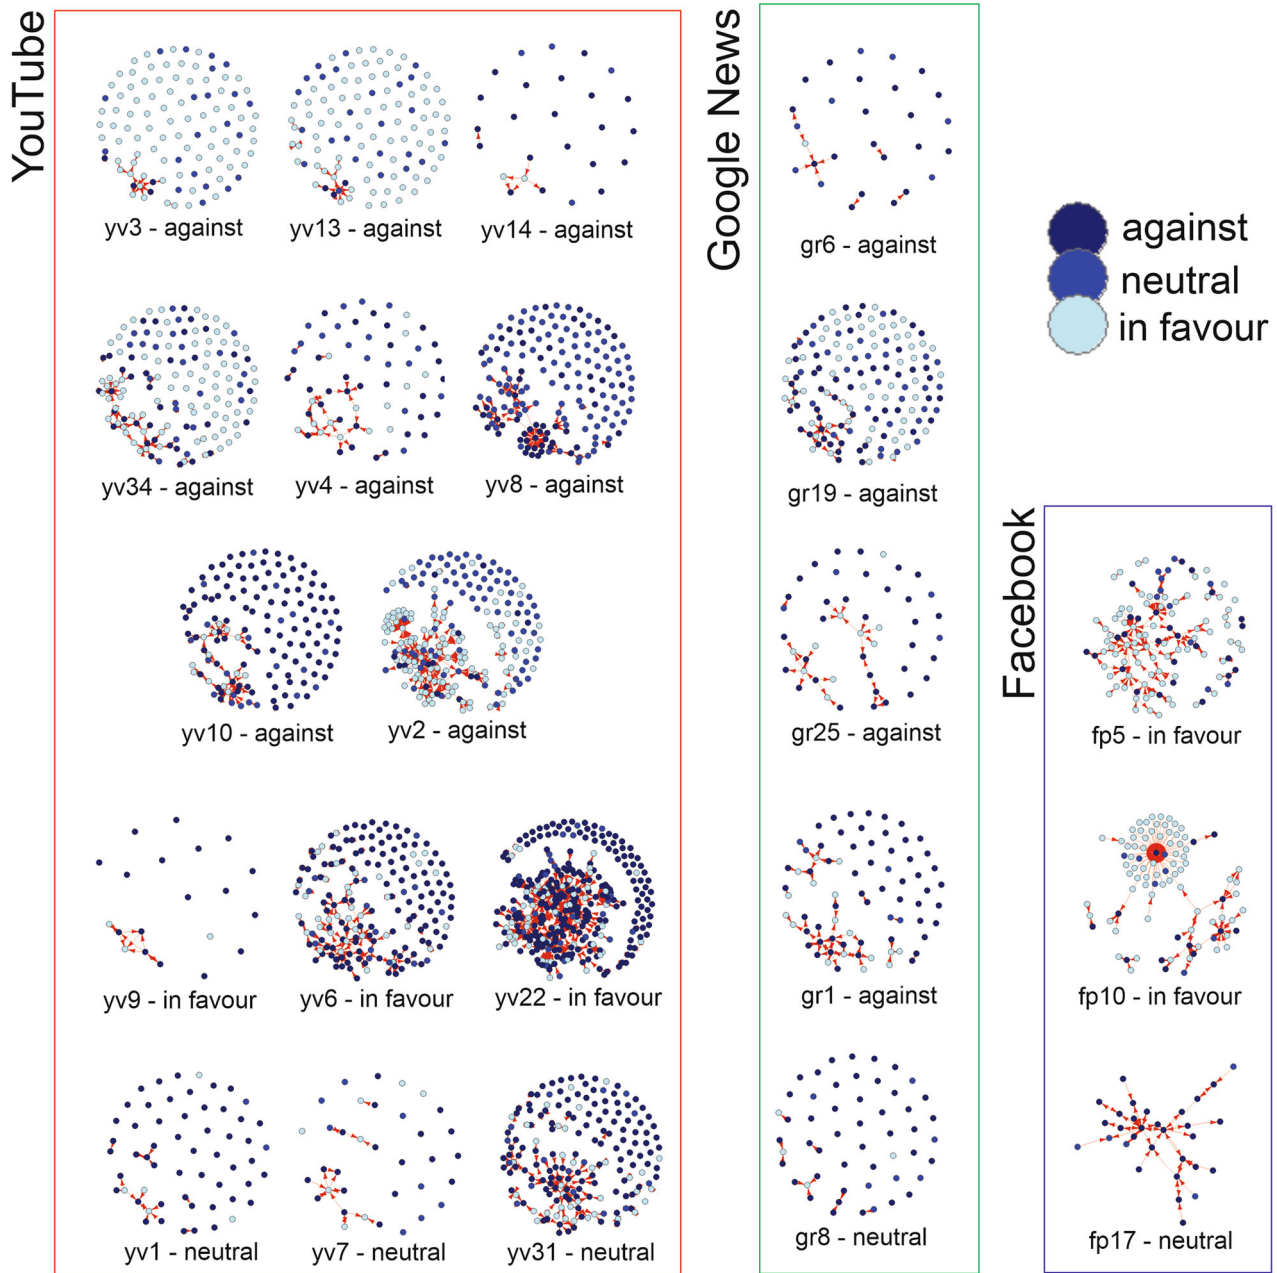 YouTube
yv3 - against
yv13 - against
yv14 - against
yv34 - against
yv4 - against
yv8 - against
yv10 - against
yv2 - against
yv9 - in favour
yv6 - in favour
yv22 - in favour
yv1 - neutral
yv7 - neutral
yv31 - neutral
Google News
gr6 - against
gr19 - against
gr25 - against
gr1 - against
gr8 - neutral
against
neutral
in favour
Facebook
fp5 - in favour
fp10 - in favour
fp17 - neutral